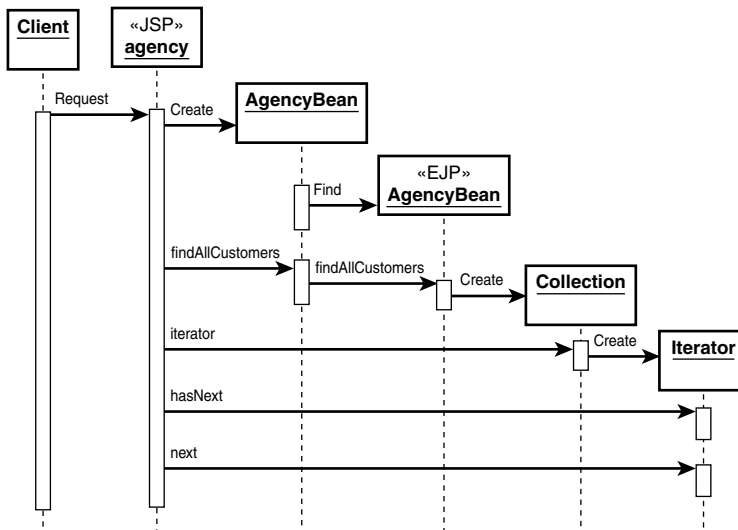 Client
«JSP»
agency
Request
Create
AgencyBean
Find
«EJP»
AgencyBean
findAllCustomers
findAllCustomers
Create
Collection
iterator
Create
Iterator
hasNext
next